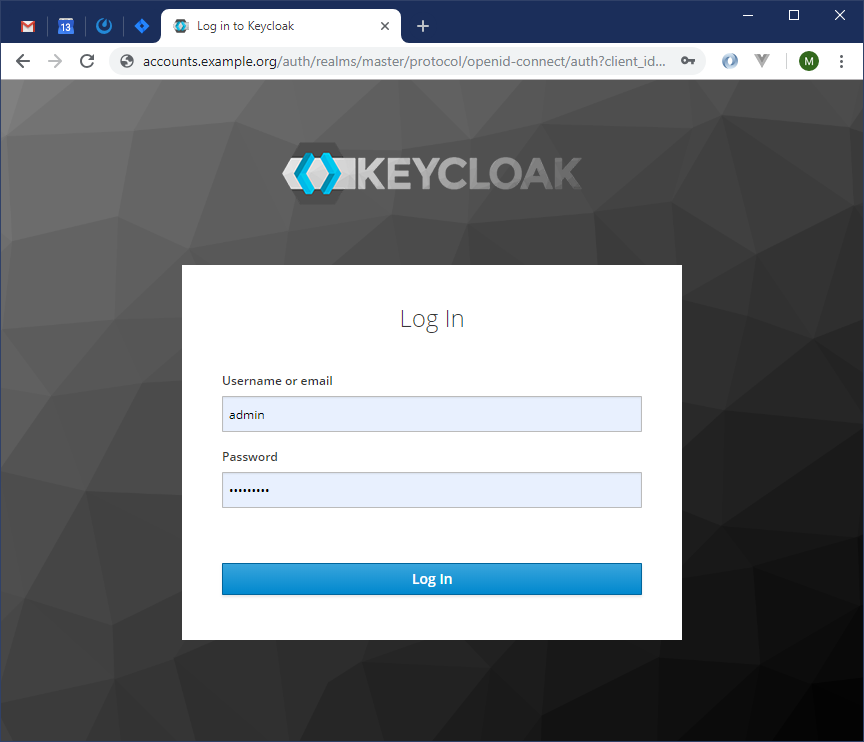 13
Log in to Keycloak
accounts.example.org/auth/realms/master/protocol/openid-connect/auth?client_id...
M
KEYCLOAK
Log In
Username or email
admin
Password
•••••••••
Log In